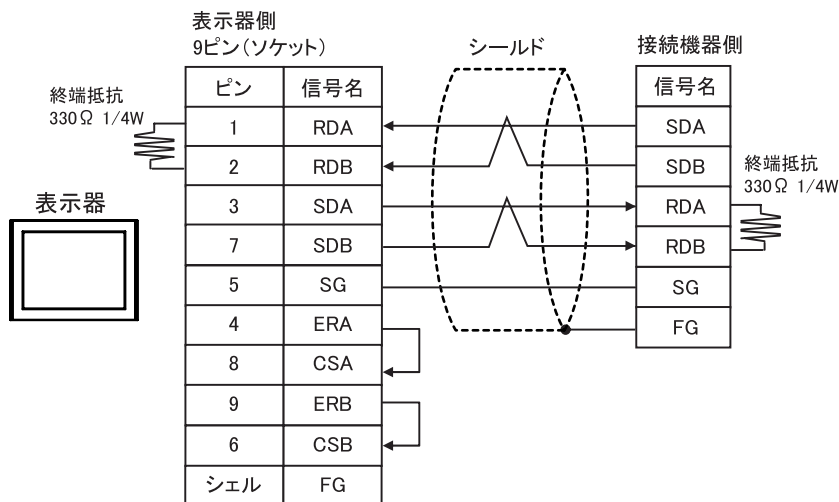 表示器側
9ピン(ソケット)
シールド
接続機器側
ピン 信号名
信号名
終端抵抗
330Ω 1/4W
1 RDA
SDA
2 RDB
SDB
終端抵抗
330Ω 1/4W
表示器
3 SDA
RDA
7 SDB
RDB
5 SG
SG
4 ERA
FG
8 CSA
9 ERB
6 CSB
シェル FG